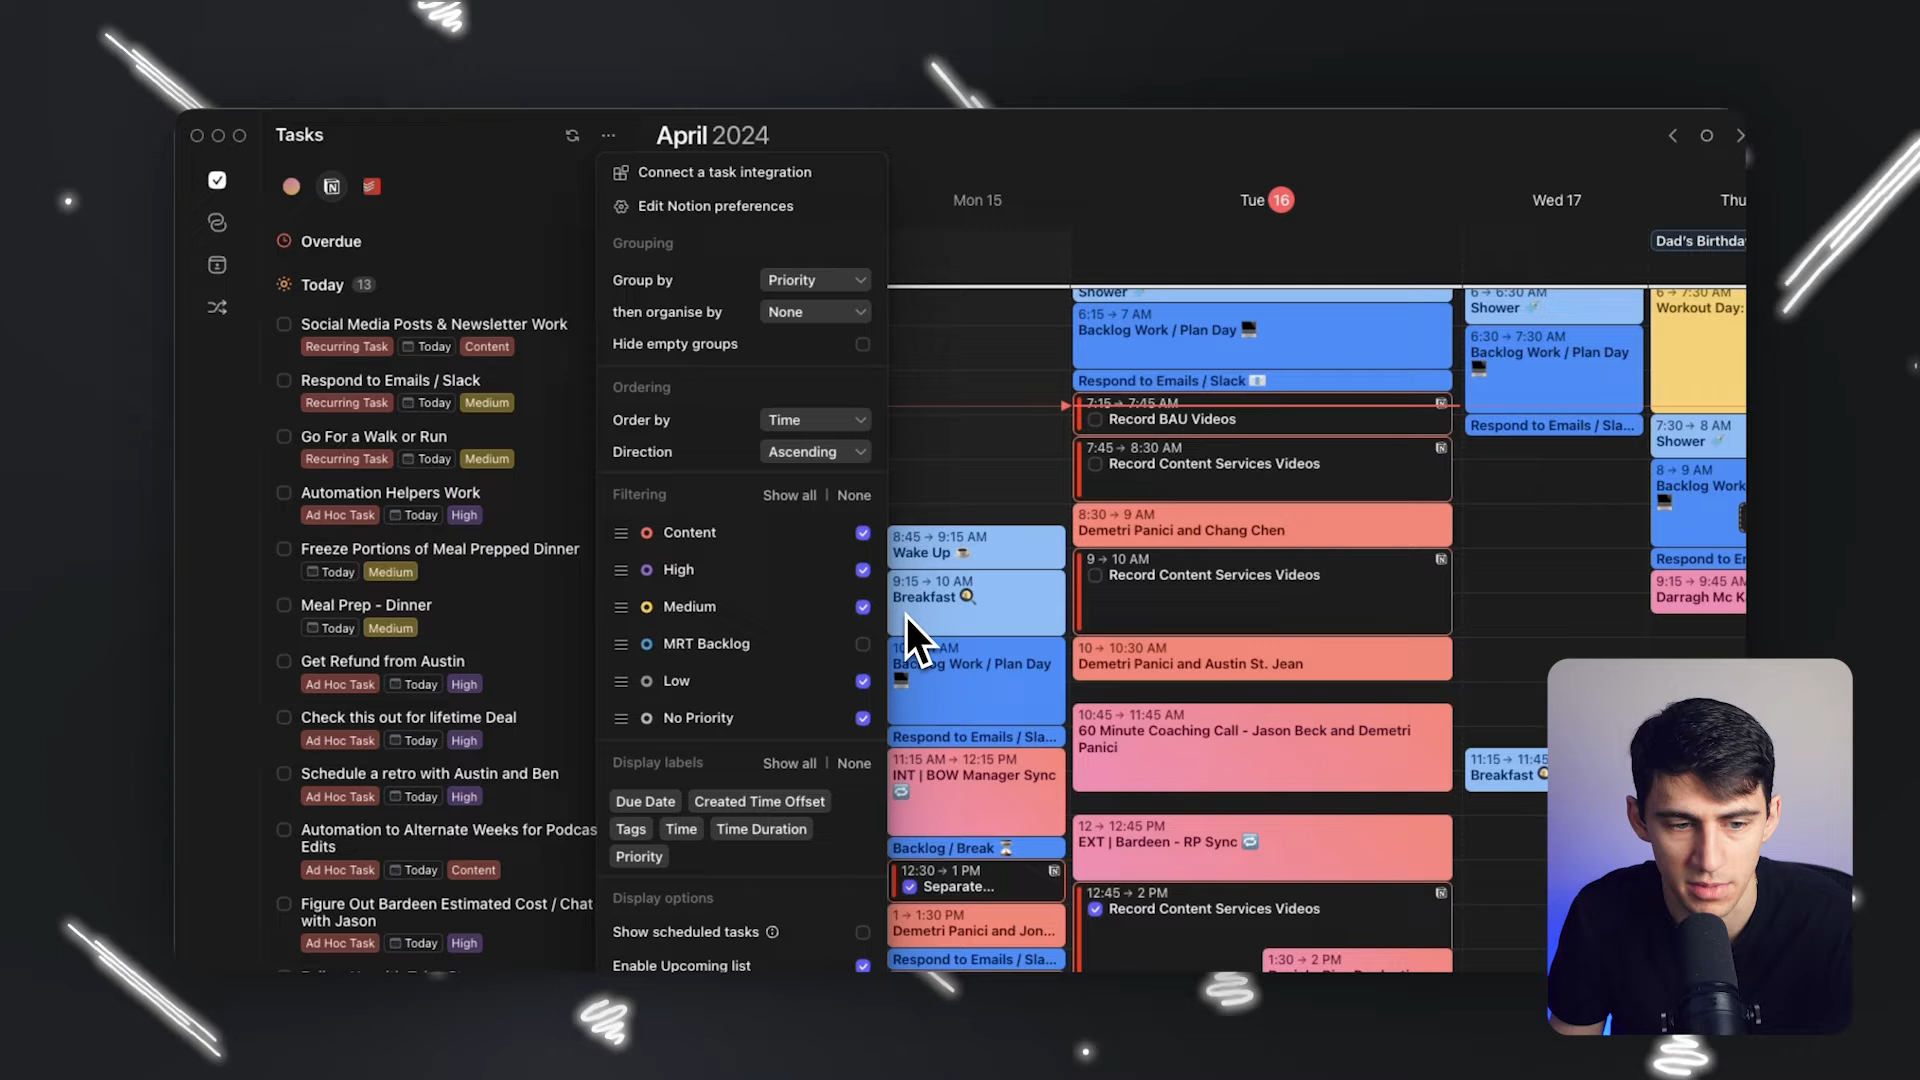 Tasks
Overdue
Today 13
Social Media Posts & Newsletter Work
Recurring Task Today Content
Respond to Emails / Slack
Recurring Task Today Medium
Go For a Walk or Run
Recurring Task Today Medium
Automation Helpers Work
Ad Hoc Task Today High
Freeze Portions of Meal Prepped Dinner
Today Medium
Meal Prep - Dinner
Today Medium
Get Refund from Austin
Ad Hoc Task Today High
Check this out for lifetime Deal
Ad Hoc Task Today High
Schedule a retro with Austin and Ben
Ad Hoc Task Today High
Automation to Alternate Weeks for Podcas
Edits
Ad Hoc Task Today Content
Figure Out Bardeen Estimated Cost / Chat
with Jason
Ad Hoc Task Today High
April 2024
Connect a task integration
Edit Notion preferences
Grouping
Group by Priority
then organise by None
Hide empty groups
Ordering
Order by Time
Direction Ascending
Filtering Show all | None
Content
High
Medium
MRT Backlog
Low
No Priority
Display labels Show all | None
Due Date Created Time Offset
Tags Time Time Duration
Priority
Display options
Show scheduled tasks
Enable Upcoming list
Mon 15
8:45 → 9:15 AM
Wake Up
9:15 → 10 AM
Breakfast
AM
Backlog Work / Plan Day
Respond to Emails / Sla...
11:15 AM → 12:15 PM
INT | BOW Manager Sync
Backlog / Break
12:30 → 1 PM
Separate...
1 → 1:30 PM
Demetri Panici and Jon...
Respond to Emails / Sla...
Tue 16
Shower
6:15 → 7 AM
Backlog Work / Plan Day
Respond to Emails / Slack
7:15 → 7:45 AM
Record BAU Videos
7:45 → 8:30 AM
Record Content Services Videos
8:30 → 9 AM
Demetri Panici and Chang Chen
9 → 10 AM
Record Content Services Videos
10 → 10:30 AM
Demetri Panici and Austin St. Jean
10:45 → 11:45 AM
60 Minute Coaching Call - Jason Beck and Demetri
Panici
12 → 12:45 PM
EXT | Bardeen - RP Sync
12:45 → 2 PM
Record Content Services Videos
1:30 → 2 PM
Wed 17
6 → 6:30 AM
Shower
6:30 → 7:30 AM
Backlog Work / Plan Day
Respond to Emails / Sla...
11:15 → 11:45
Breakfast
Thu
Dad's Birthda
6 → 7:30 AM
Workout Day:
7:30 → 8 AM
Shower
8 → 9 AM
Backlog Work
Respond to Er
9:15 → 9:45 AM
Darragh Mc K